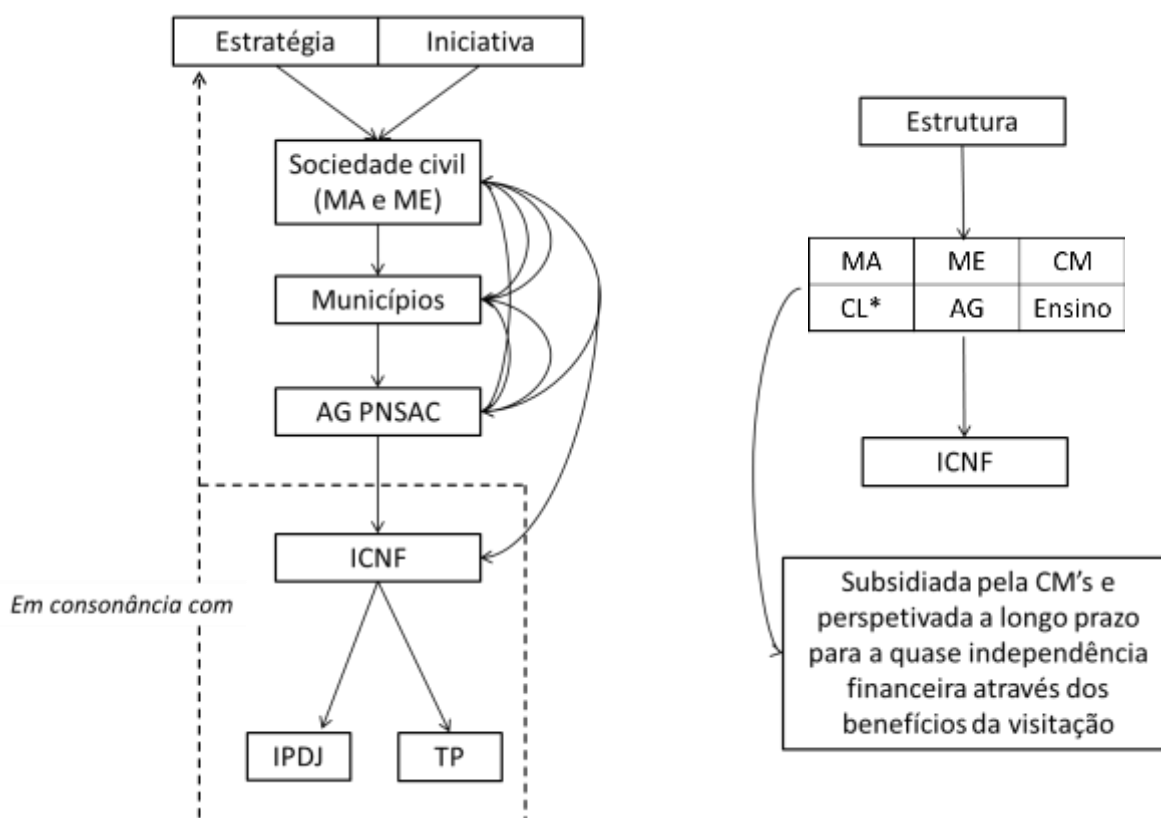 Estratégia
Iniciativa
Sociedade civil
(MA e ME)
Municípios
AG PNSAC
ICNF
Em consonância com
IPDJ
TP
Estrutura
MA
ME
CM
CL*
AG
Ensino
ICNF
Subsidiada pela CM's e
perspetivada a longo prazo
para a quase independência
financeira através dos
benefícios da visitação